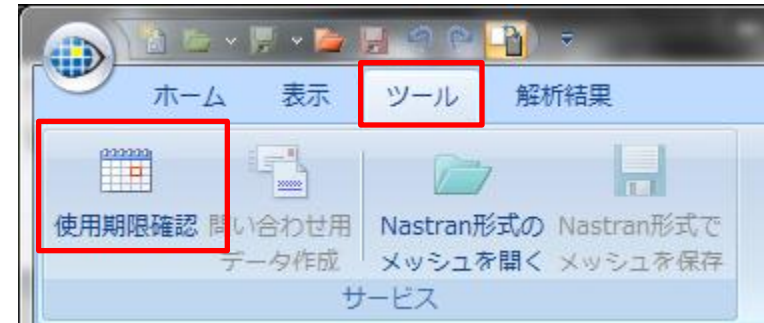 ホーム 表示 ツール 解析結果
使用期限確認 問い合わせ用 Nastran形式の Nastran形式で
データ作成 メッシュを開く メッシュを保存
サービス